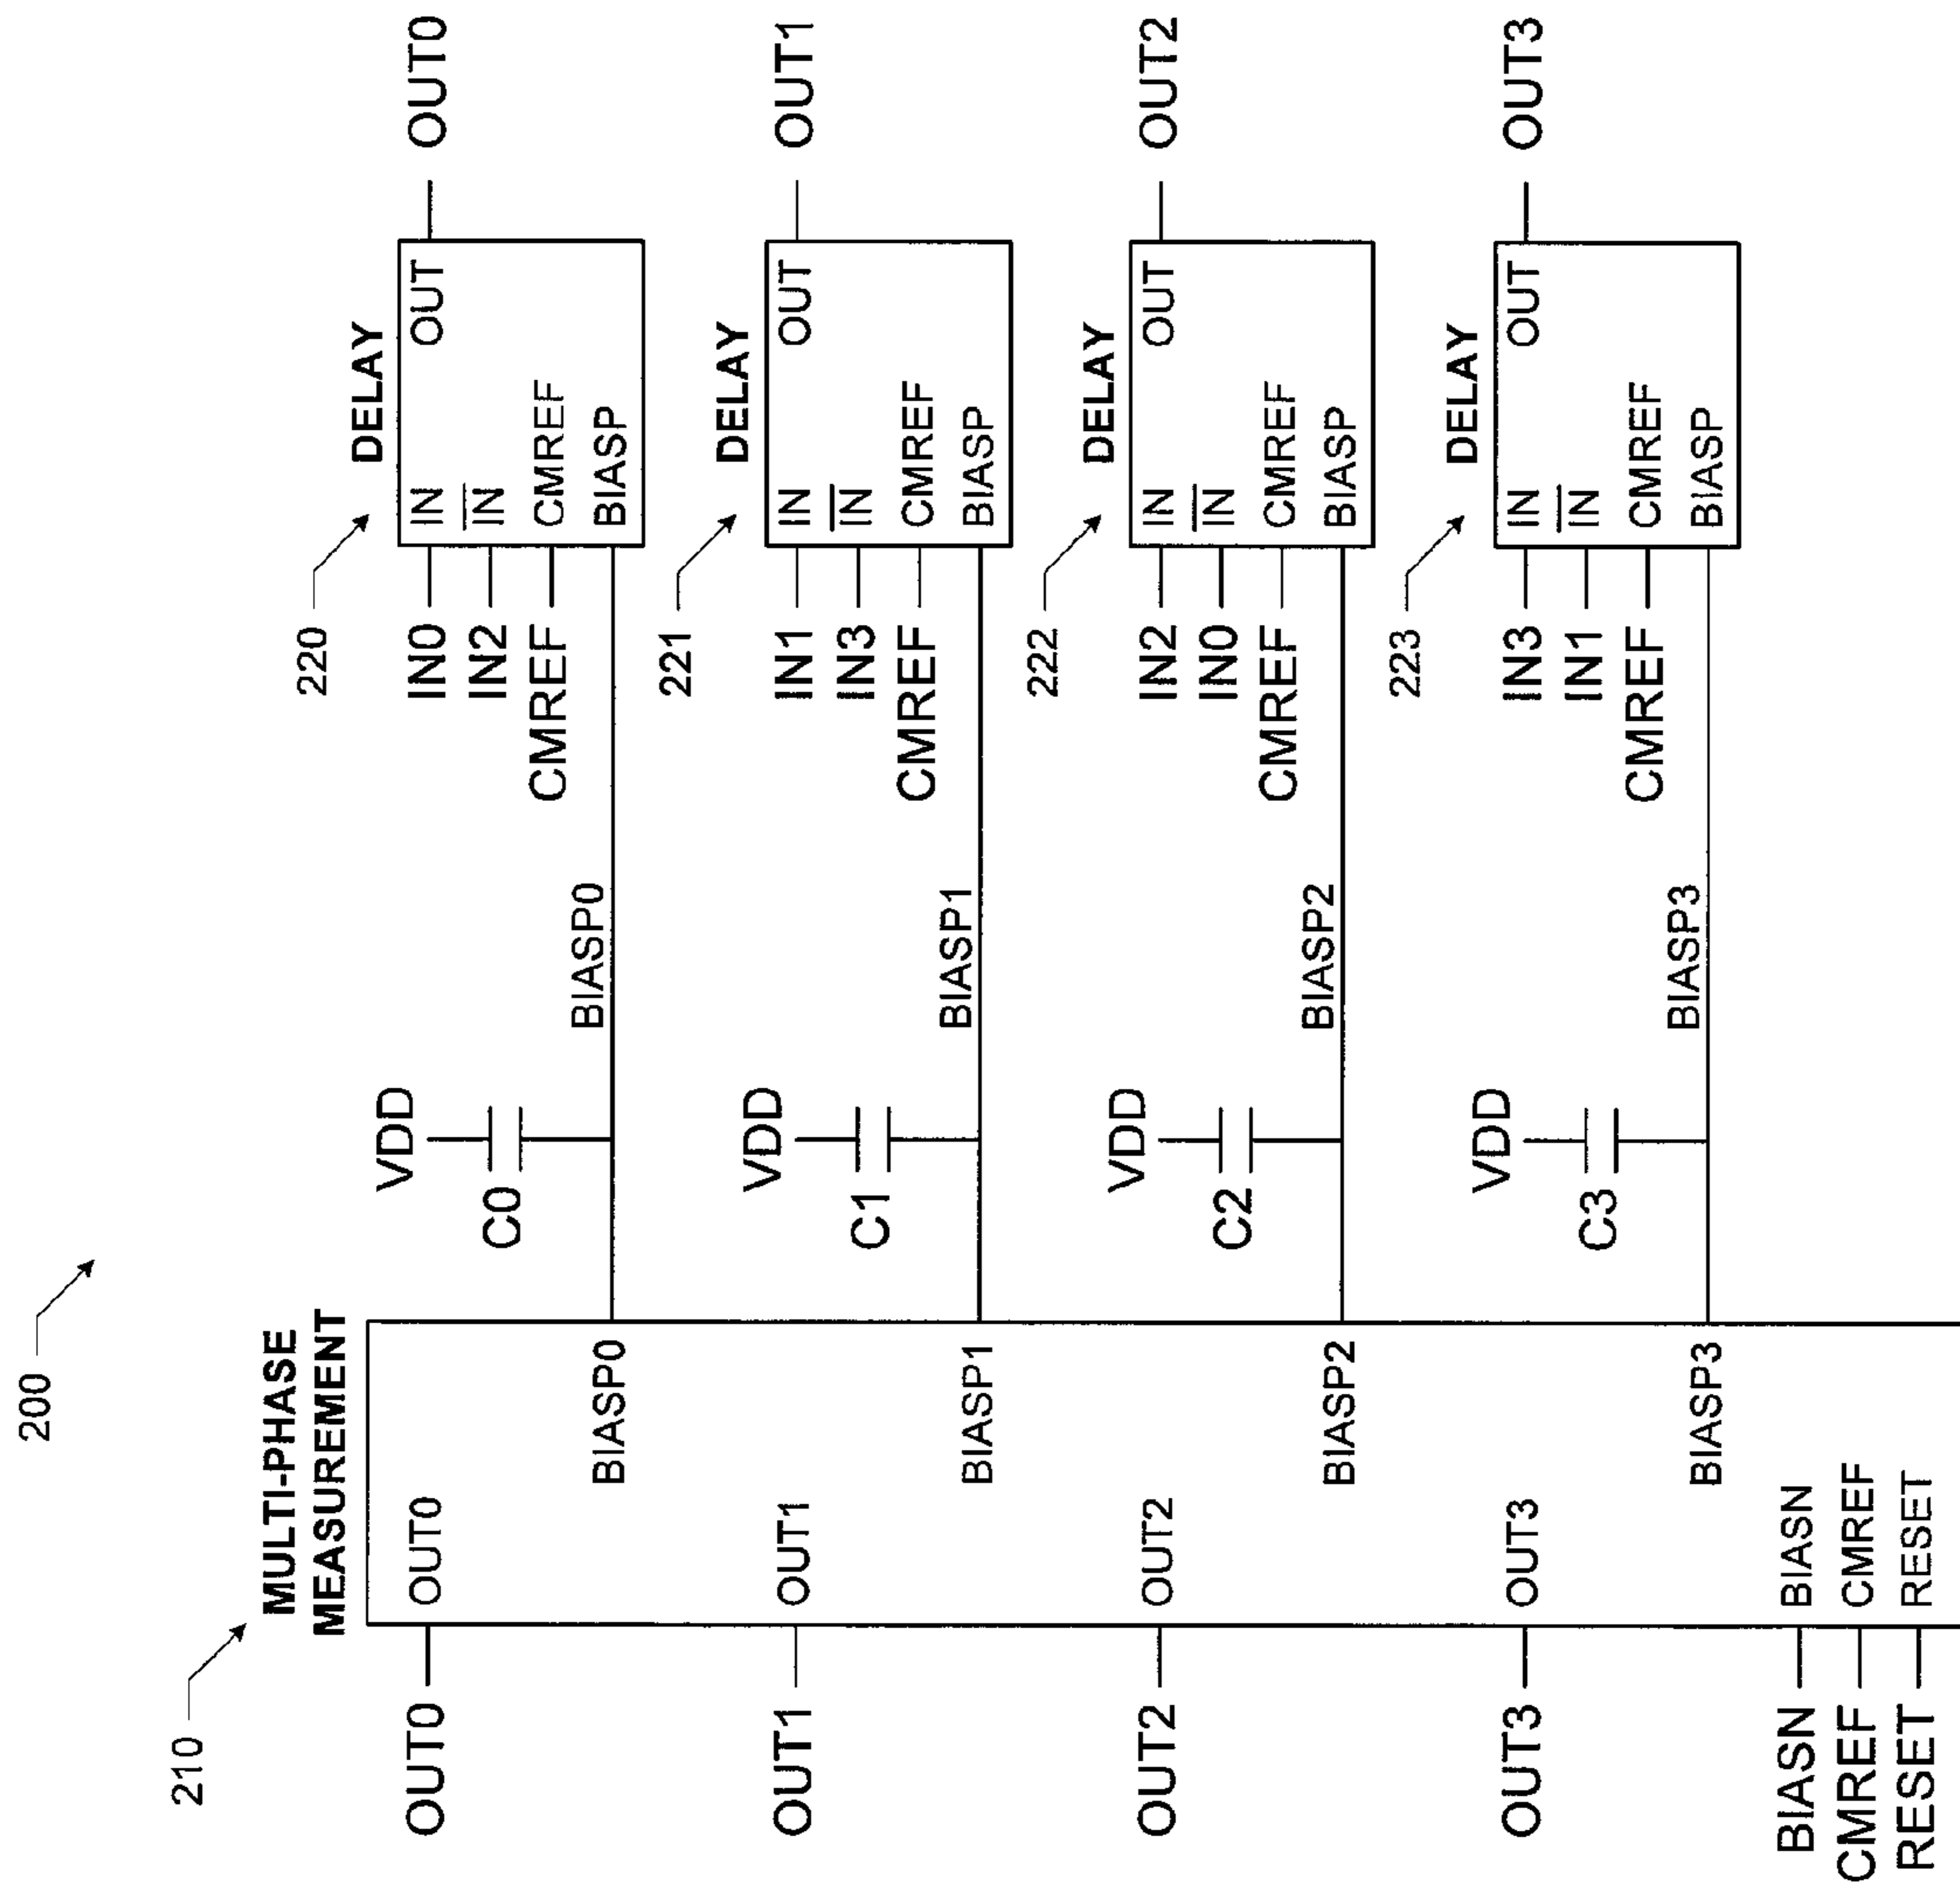 200
210
MULTI-PHASE
MEASUREMENT
OUT0
OUT0
BIASP0
OUT1
OUT1
BIASP1
OUT2
OUT2
BIASP2
OUT3
OUT3
BIASP3
BIASN
BIASN
CMREF
CMREF
RESET
RESET
VDD
C0
BIASP0
VDD
C1
BIASP1
VDD
C2
BIASP2
VDD
C3
BIASP3
220
DELAY
IN0
IN
OUT
OUT0
IN2
IN
CMREF
CMREF
BIASP
221
DELAY
IN1
IN
OUT
OUT1
IN3
IN
CMREF
CMREF
BIASP
222
DELAY
IN2
IN
OUT
OUT2
IN0
IN
CMREF
CMREF
BIASP
223
DELAY
IN3
IN
OUT
OUT3
IN1
IN
CMREF
CMREF
BIASP